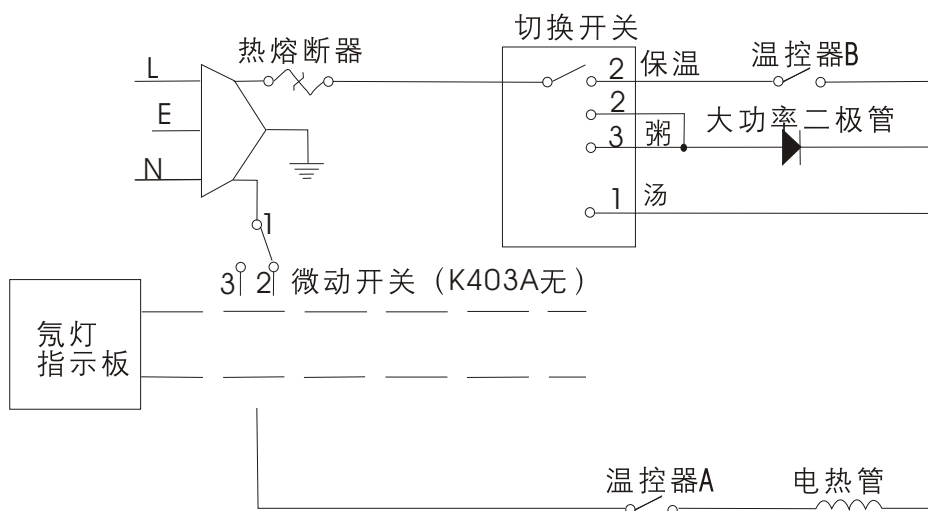 切换开关
热熔断器
L
2 保温
温控器B
2
E
大功率二极管
3 粥
N
1 汤
1
3 2 微动开关（K403A无）
氖灯
指示板
温控器A
电热管